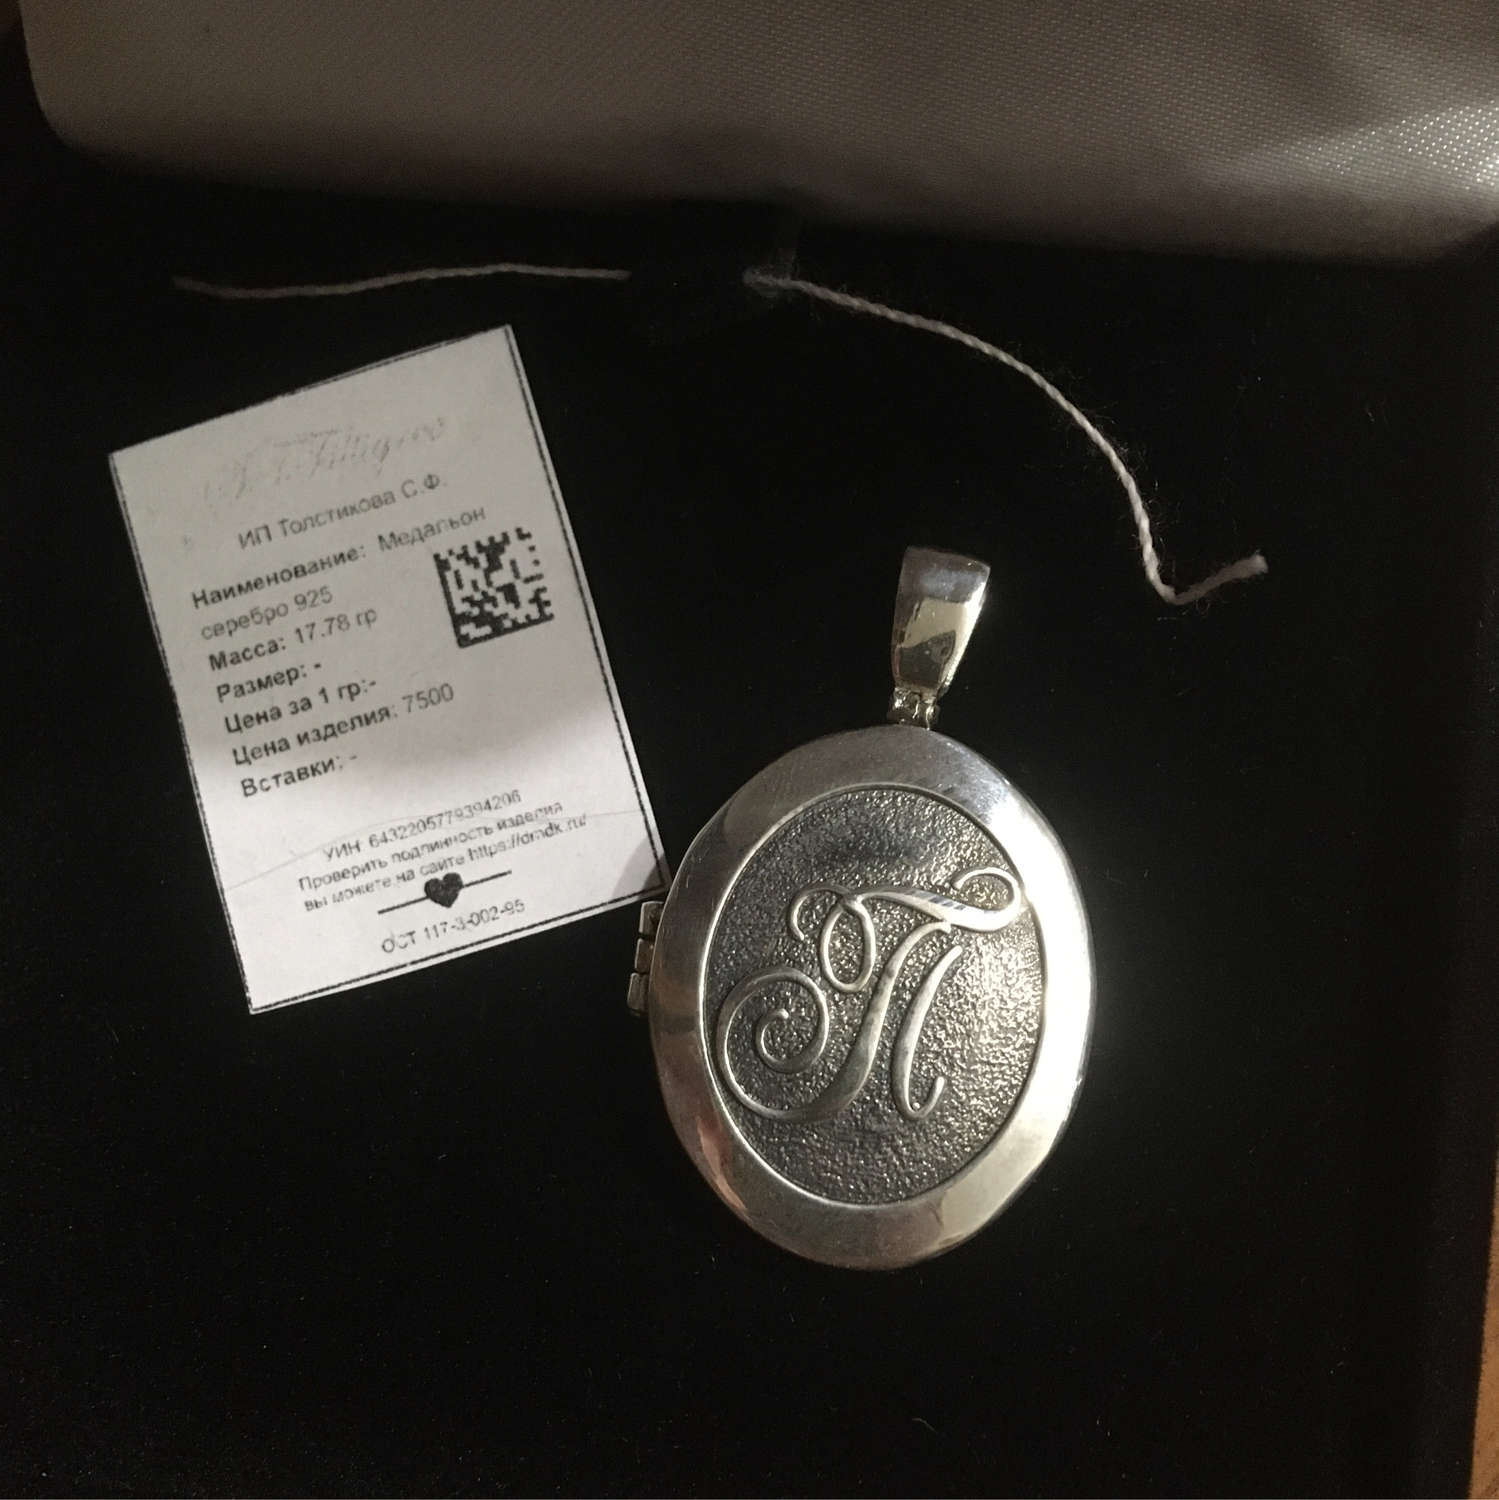 ИП Толстикова С.Ф.
Наименование: Медальон
серебро 925
Масса: 17.78 гр
Размер: -
Цена за 1 гр:-
Цена изделия: 7500
Вставки: -
УИН 6432205779394206
Проверить подлинность изделия
вы можете на сайте https://dmdk.ru/
ОСТ 117-3-002-95
П